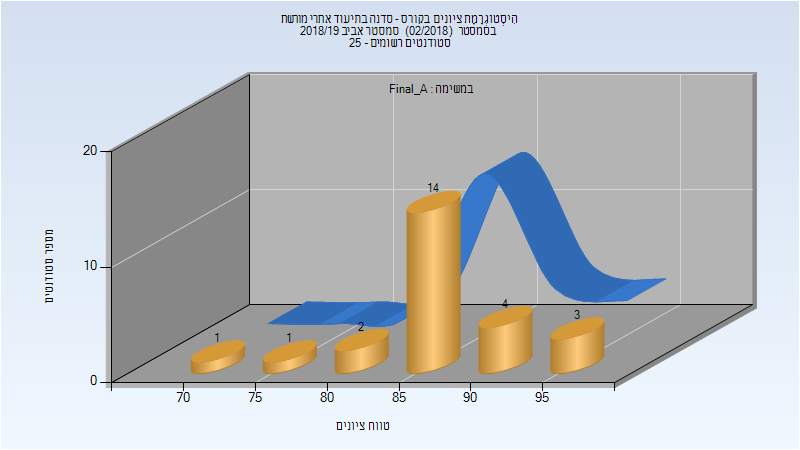 היסטוגרמת ציונים בקורס - סדנה בתיעוד אתרי מורשת
בסמסטר (02/2018) סמסטר אביב 2018/19
סטודנטים רשומים - 25
במשימה : Final_A
מספר סטודנטים
20
10
0
1
1
2
14
4
3
70
75
80
85
90
95
טווח ציונים